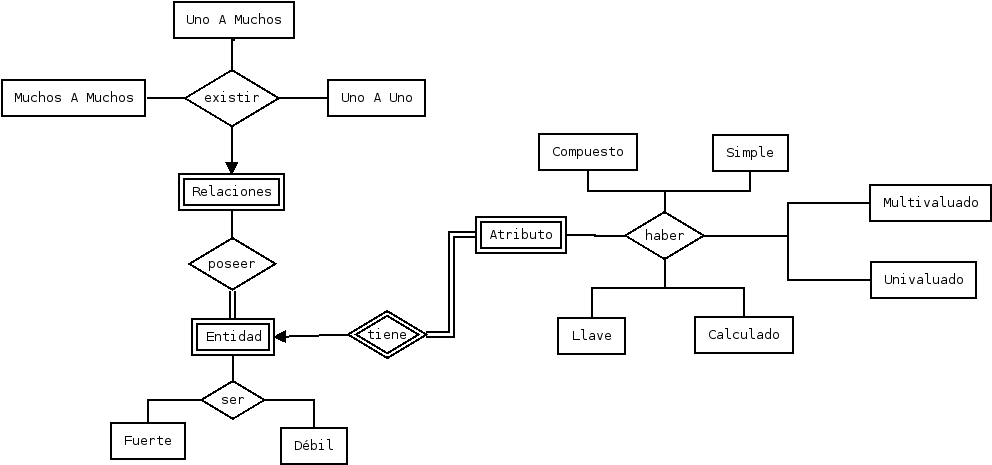 Uno A Muchos
Muchos A Muchos
existir
Uno A Uno
Relaciones
poseer
Entidad
ser
Fuerte
Débil
tiene
Atributo
haber
Compuesto
Simple
Multivaluado
Univaluado
Llave
Calculado